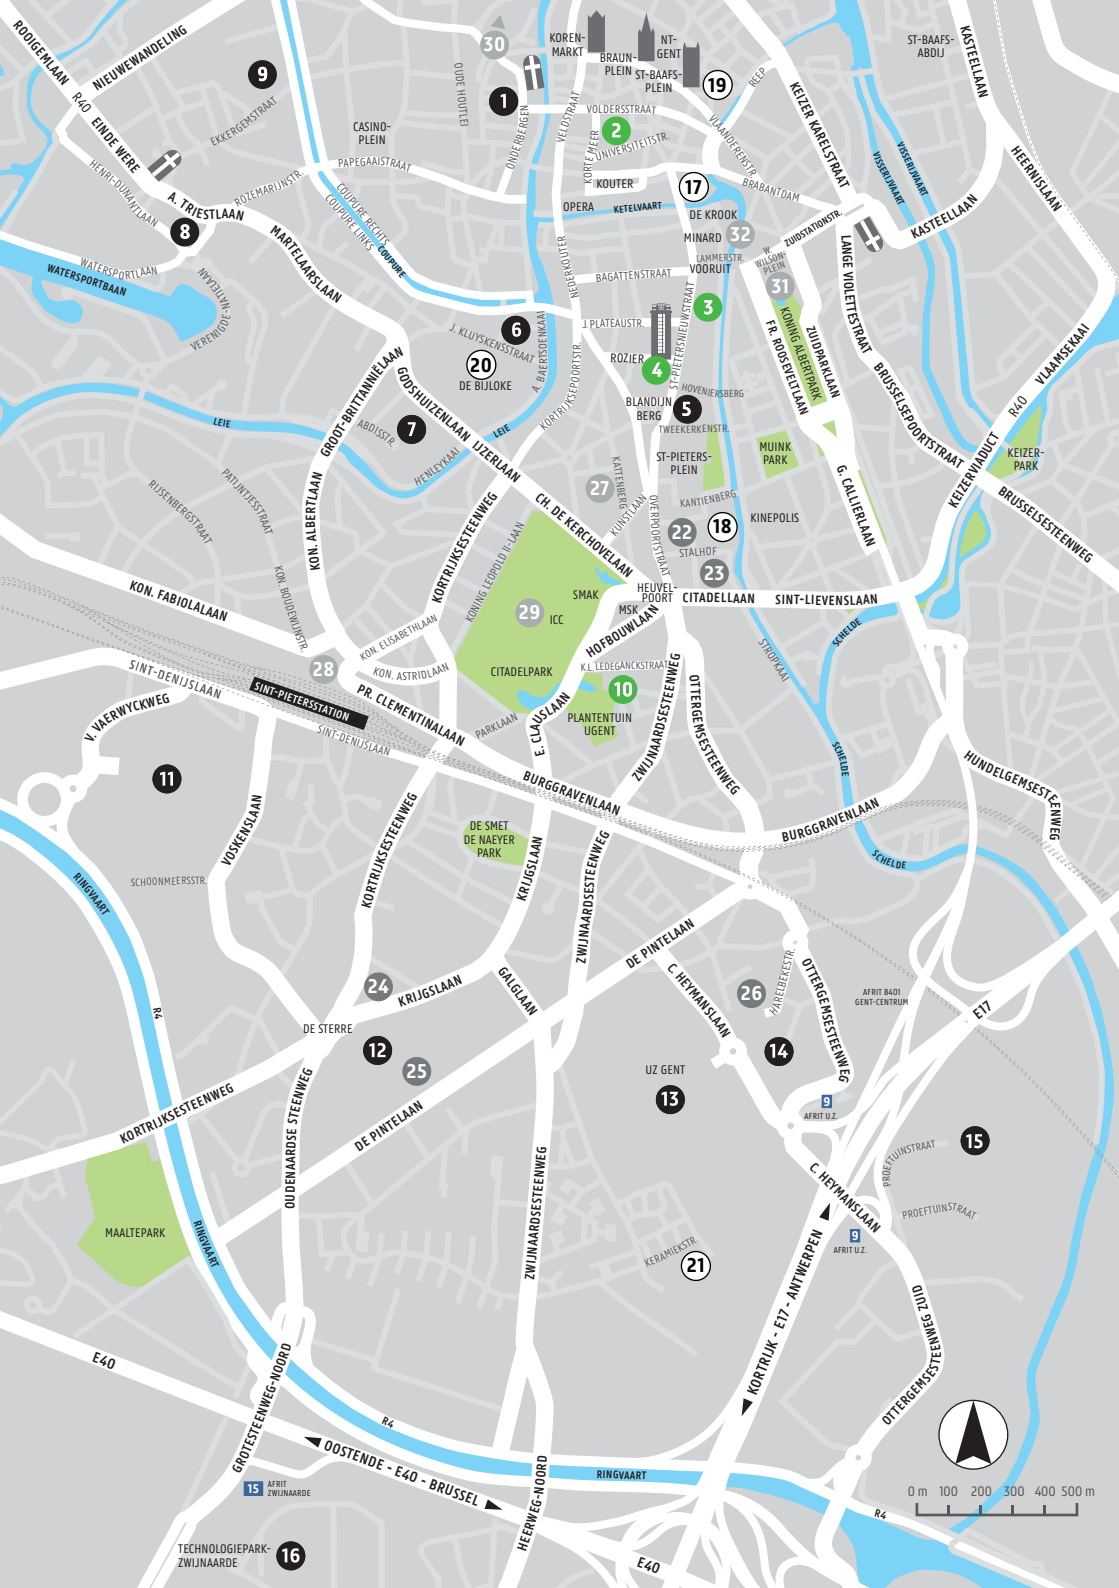 ROOIGEMLAAN
NIEUWEWANDELING
R40
EINDE WERE
9
EKKERGEMSTRAAT
HENRI-DUNANTLAAN
A. TRIESTLAAN
ROZEMARIJNSTR.
8
WATERSPORTLAAN
WATERSPORTBAAN
VERENIGDE-NATIELAAN
MARTELAARSLAAN
CASINO-
PLEIN
PAPEGAAISTRAAT
COUPURE RECHTS
COUPURE LINKS
COUPURE
OUDE HOUTLEI
30
1
ONDERBERGEN
KOREN-
MARKT
BRAUN-
PLEIN
NT-
GENT
ST-BAAFS-
PLEIN
19
REEP
VELDSTRAAT
VOLDERSSTRAAT
2
KORTE MEER
UNIVERSITEITSTR.
VLAANDERENSTR.
KOUTER
17
BRABANTDAM
OPERA
KETELVAART
DE KROOK
MINARD
32
LAMMERSTR.
VOORUIT
W. WILSON-
PLEIN
ZUIDSTATIONSTR.
31
KEIZER KARELSTRAAT
ST-BAAFS-
ABDIJ
KASTEELLAAN
HEERNISLAAN
VISSERIJVAART
VISSERIJVAART
KASTEELLAAN
LANGE VIOLETTESTRAAT
NEDERKOUTER
BAGATTENSTRAAT
3
J. PLATEAUSTR.
ROZIER
4
ST-PIETERSNIEUWSTRAAT
KONING ALBERTPARK
FR. ROOSEVELTLAAN
ZUIDPARKLAAN
6
J. KLUYSKENSSTRAAT
20
DE BIJLOKE
A. BAERTSOENKAAI
KORTRIJKSEPOORTSTR.
BLANDIJN
BERG
5
HOVENIERSBERG
TWEEKERKENSTR.
ST-PIETERS-
PLEIN
MUINK
PARK
BRUSSELSEPOORTSTRAAT
VLAAMSEKAAI
R40
KEIZERVIADUCT
KEIZER-
PARK
BRUSSELSESTEENWEG
G. CALLIERLAAN
GROOT-BRITTANNIËLAAN
GODSHUIZENLAAN
IJZERLAAN
LEIE
7
ABDISSTR.
LEIE
HENLEYKAAI
KATTENBERG
27
KUNSTLAAN
OVERPOORTSTRAAT
KANTIENBERG
22
18
KINEPOLIS
STALHOF
23
PATIJNTJESSTRAAT
RIJSENBERGSTRAAT
KON. ALBERTLAAN
KORTRIJKSESTEENWEG
CH. DE KERCHOVELAAN
KONING LEOPOLD II-LAAN
KON. BOUDEWIJNSTR.
SMAK
29
ICC
MSK
HEUVEL-
POORT
CITADELLAAN
SINT-LIEVENSLAAN
HOFBOUWLAAN
SCHELDE
STROPKAAI
KON. FABIOLALAAN
KON. ELISABETHLAAN
28
KON. ASTRIDLAAN
CITADELPARK
K.L. LEDEGANCKSTRAAT
10
PLANTENTUIN
UGENT
SINT-DENIJSLAAN
SINT-PIETERSSTATION
PR. CLEMENTINALAAN
SINT-DENIJSLAAN
V. VAERWYCKWEG
PARKLAAN
E. CLAUSLAAN
ZWIJNAARDSESTEENWEG
OTTERGEMSESTEENWEG
SCHELDE
HUNDELGEMSESTEENWEG
11
VOSKENSLAAN
SCHOONMEERSSTR.
BURGGRAVENLAAN
BURGGRAVENLAAN
SCHELDE
DE SMET
DE NAEYER
PARK
KORTRIJKSESTEENWEG
KRIJGSLAAN
ZWIJNAARDSESTEENWEG
RINGVAART
R4
DE PINTELAAN
C. HEYMANSLAAN
GALGLAAN
24
KRIJGSLAAN
DE STERRE
12
25
26
HARELBEKESTR.
OTTERGEMSESTEENWEG
AFRIT B401
GENT-CENTRUM
E17
14
UZ GENT
13
9
AFRIT U.Z.
KORTRIJKSESTEENWEG
OUDENAARDSE STEENWEG
DE PINTELAAN
PROEFTUINSTRAAT
15
C. HEYMANSLAAN
PROEFTUINSTRAAT
9
AFRIT U.Z.
MAALTEPARK
RINGVAART
ZWIJNAARDSESTEENWEG
KERAMIEKSTR.
21
KORTRIJK - E17 - ANTWERPEN
OTTERGEMSESTEENWEG ZUID
E40
GROTESTEENWEG-NOORD
R4
OOSTENDE - E40 - BRUSSEL
15
AFRIT
ZWIJNAARDE
HEERWEG-NOORD
RINGVAART
0 m 100 200 300 400 500 m
R4
TECHNOLOGIEPARK-
ZWIJNAARDE
16
E40